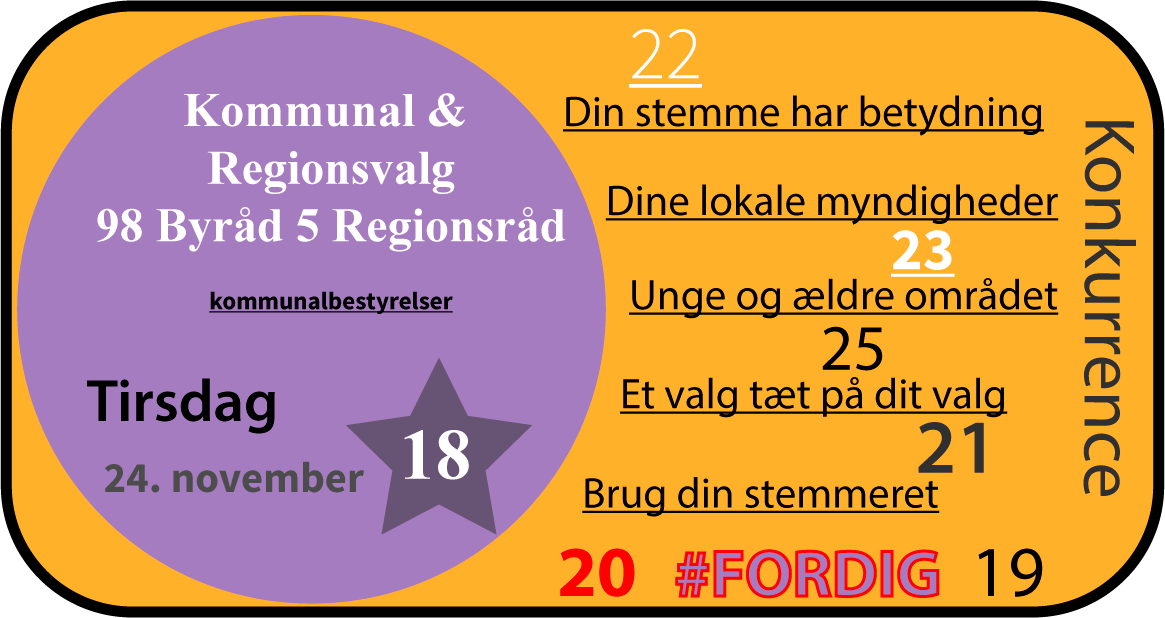 Kommunal &
Regionsvalg
98 Byråd 5 Regionsråd
kommunalbestyrelser
Tirsdag
24. november
18
22
Din stemme har betydning
Dine lokale myndigheder
23
Unge og ældre området
25
Et valg tæt på dit valg
21
Brug din stemmeret
20 #FORDIG 19
Konkurrence